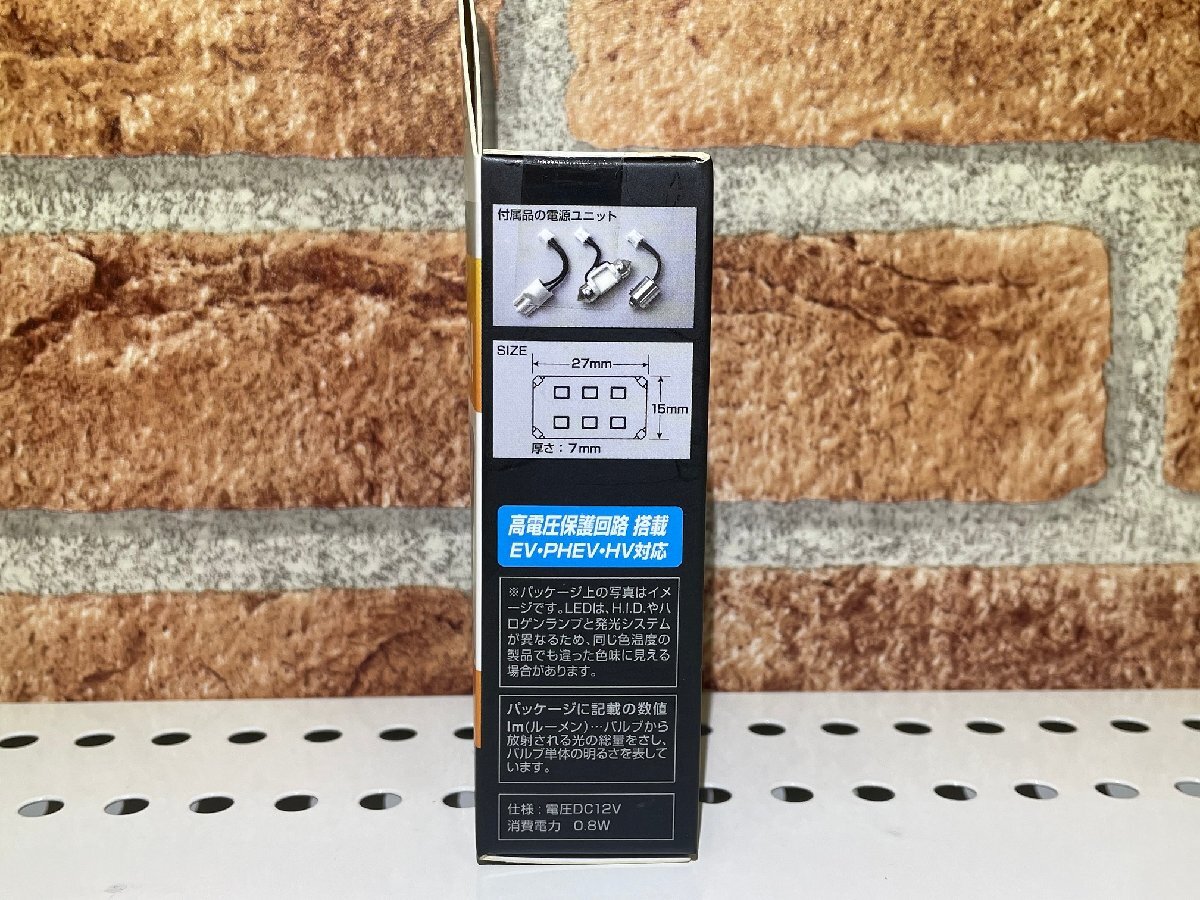 付属品の電源ユニット
SIZE
27mm
15mm
厚さ：7mm
高電圧保護回路 搭載
EV・PHEV・HV対応
※パッケージ上の写真はイメ
ージです。LEDは、H.I.D.やハ
ロゲンランプと発光システム
が異なるため、同じ色温度の
製品でも違った色味に見える
場合があります。
パッケージに記載の数値
lm(ルーメン)…バルブから
放射される光の総量をさし、
バルブ単体の明るさを表して
います。
仕様：電圧DC12V
消費電力 0.8W